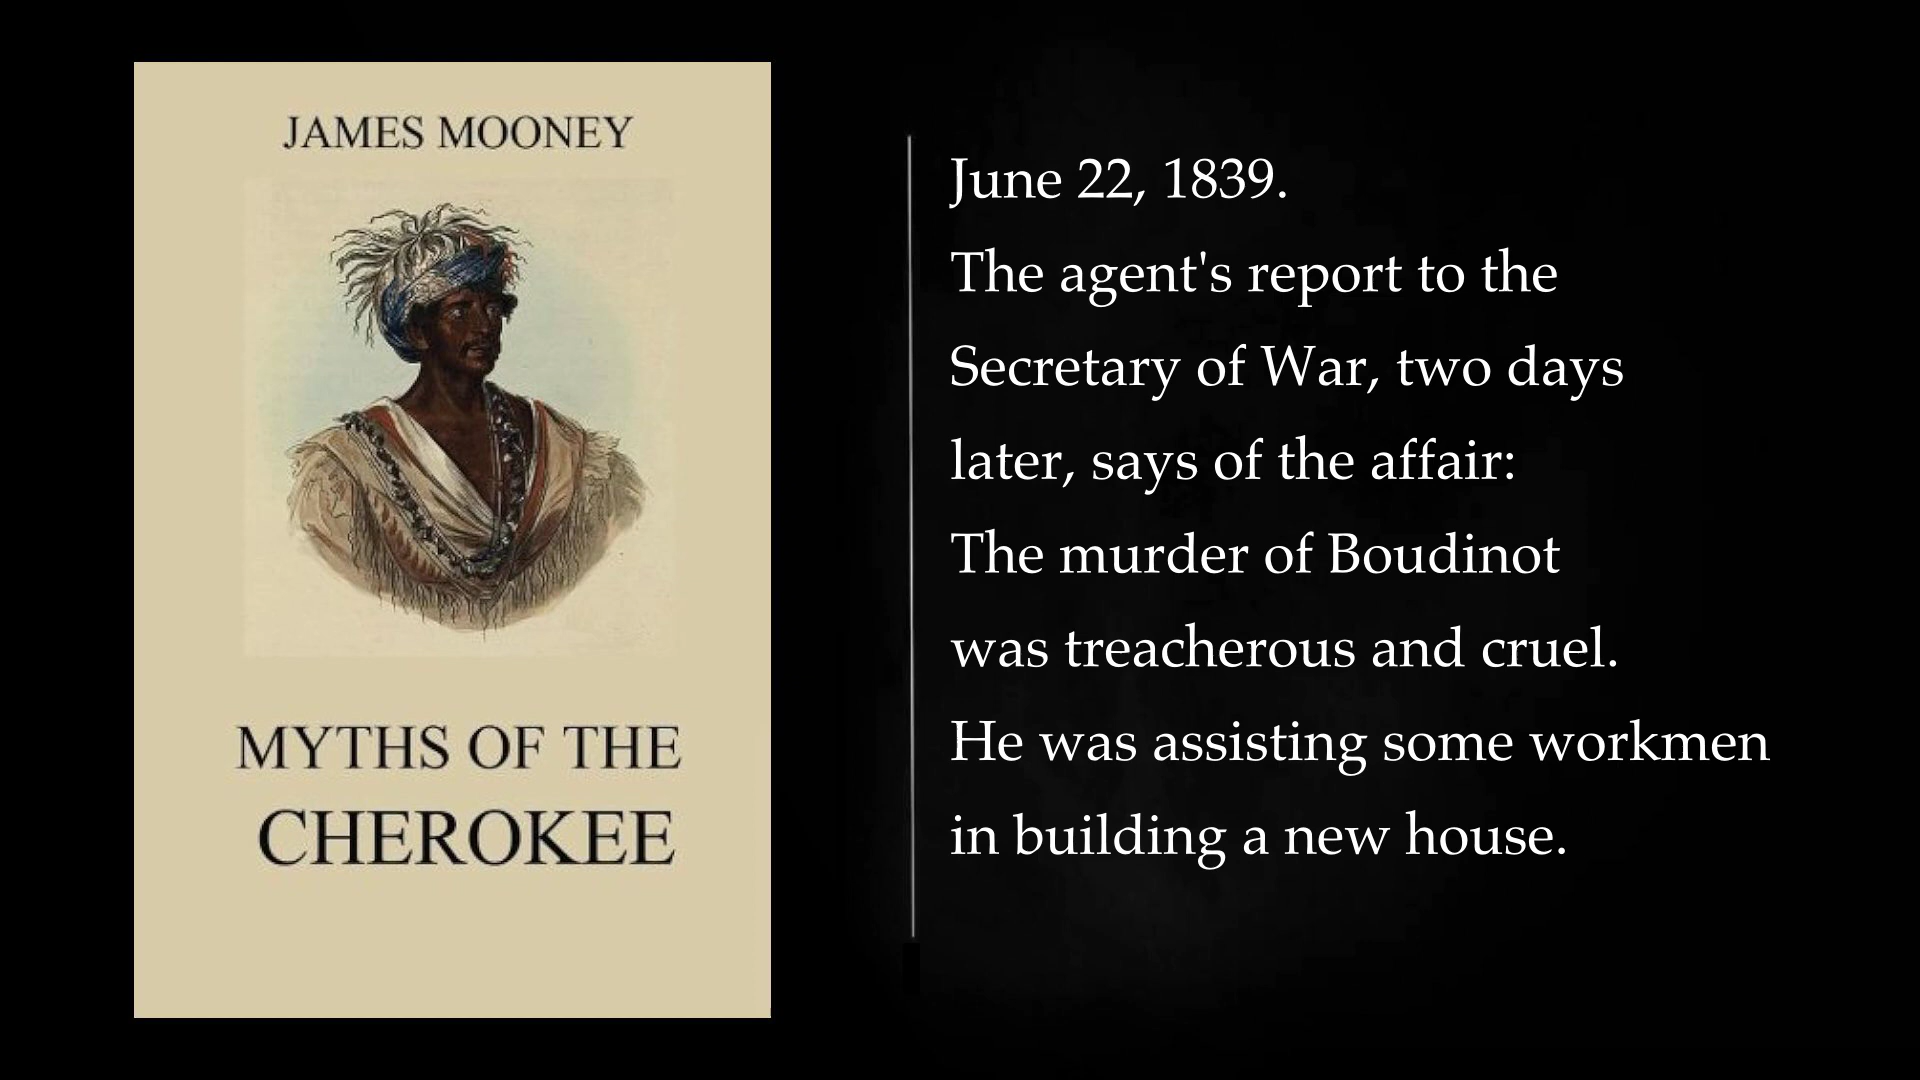 JAMES MOONEY
MYTHS OF THE
CHEROKEE
June 22, 1839.
The agent's report to the
Secretary of War, two days
later, says of the affair:
The murder of Boudinot
was treacherous and cruel.
He was assisting some workmen
in building a new house.